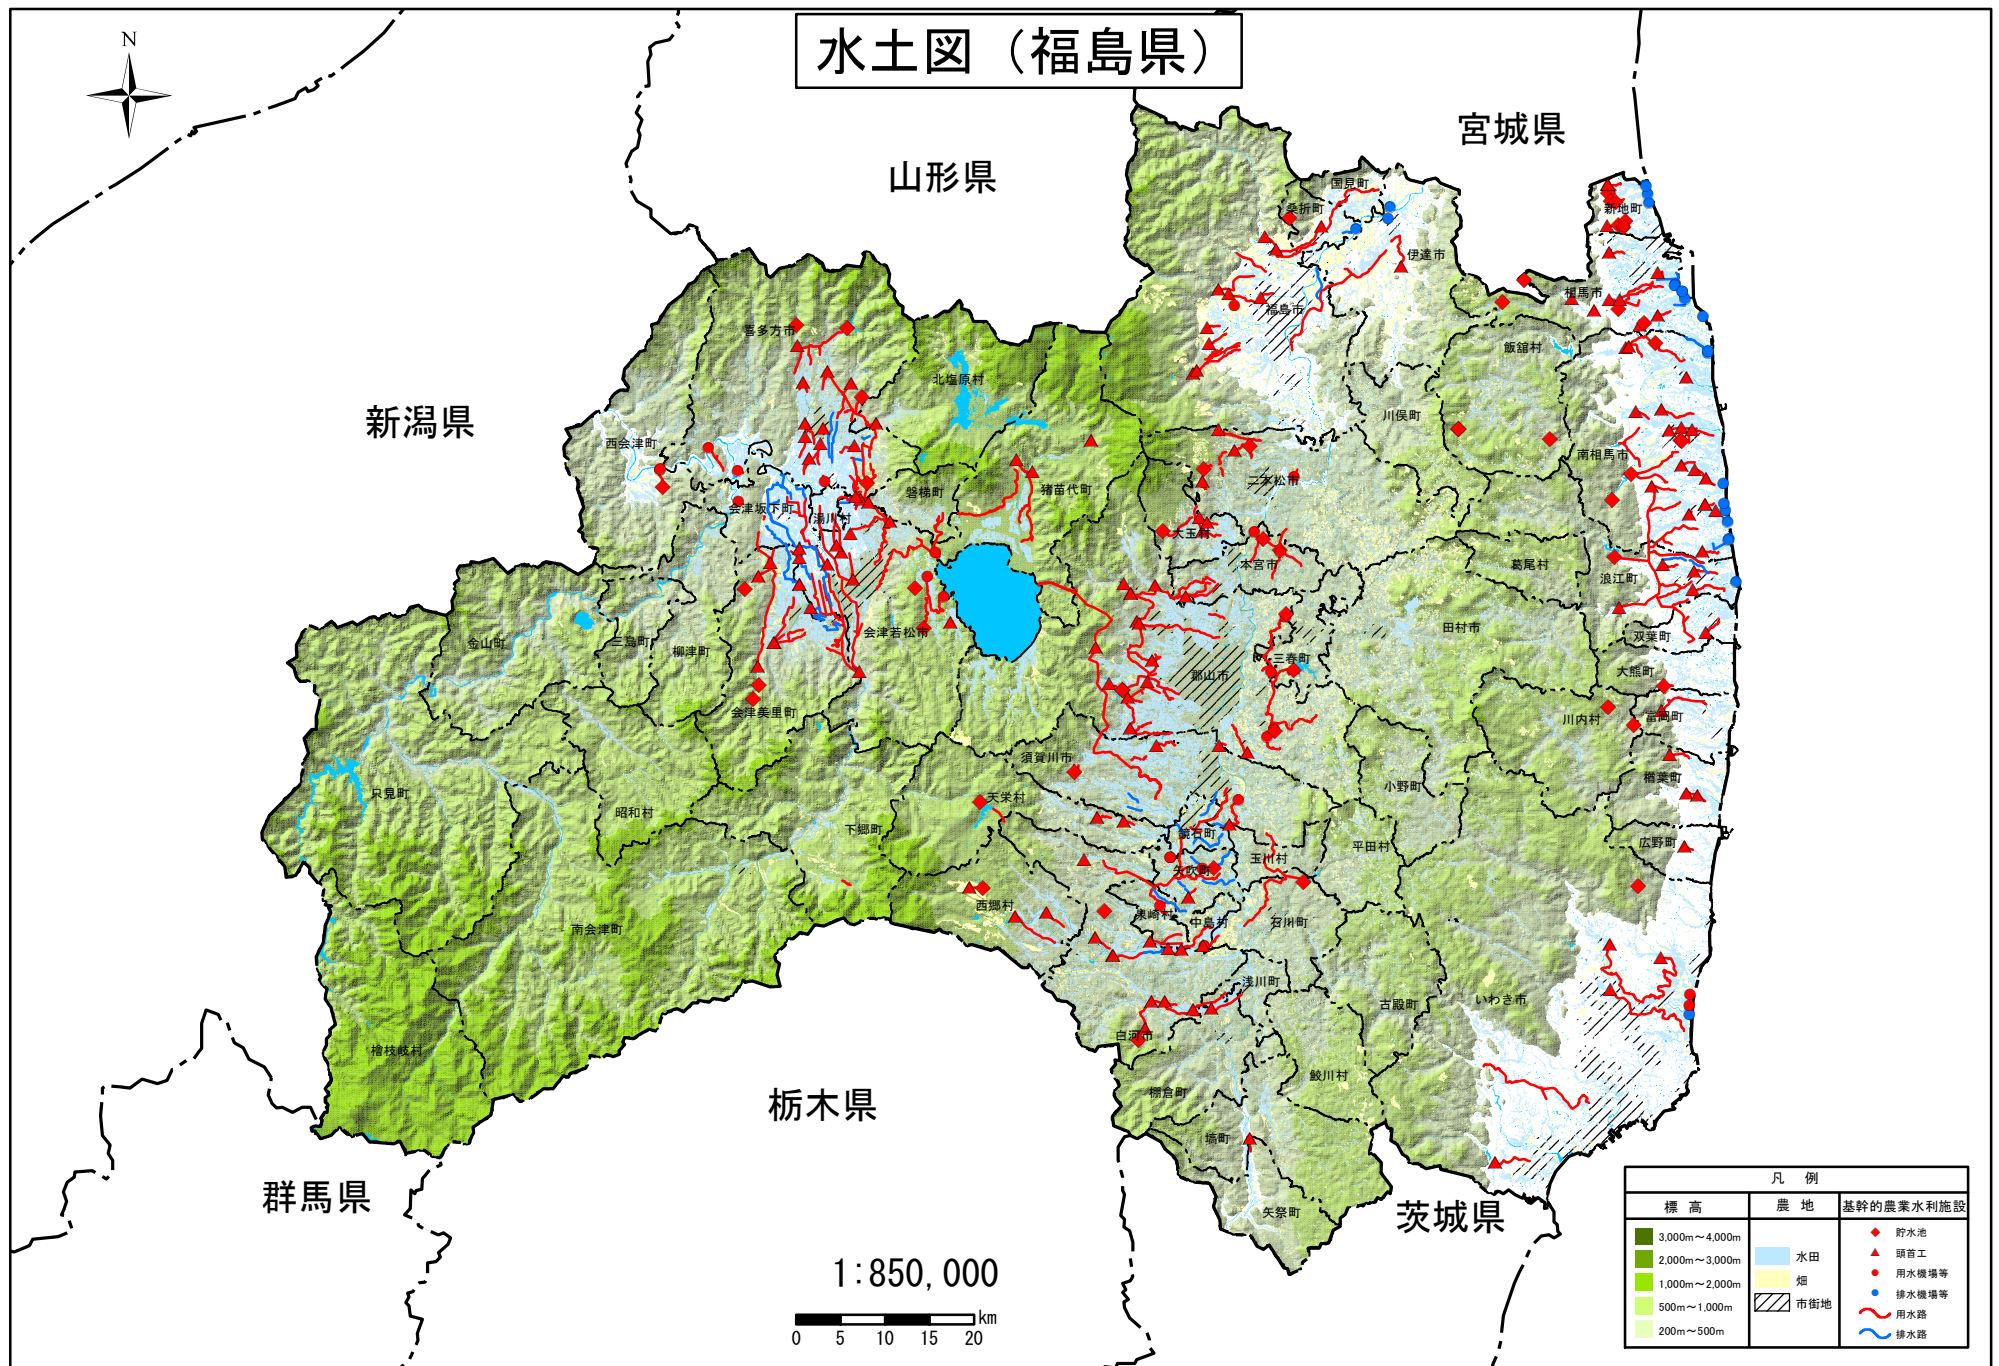 水土図（福島県）
N
宮城県
山形県
新潟県
群馬県
栃木県
茨城県
国見町
桑折町
新地町
伊達市
相馬市
福島市
喜多方市
飯舘村
北塩原村
川俣町
西会津町
南相馬市
磐梯町
猪苗代町
二本松市
会津坂下町
湯川村
大玉村
本宮市
葛尾村
浪江町
会津若松市
田村市
双葉町
金山町
三島町
柳津町
三春町
大熊町
郡山市
会津美里町
川内村
富岡町
須賀川市
楢葉町
只見町
天栄村
小野町
昭和村
下郷町
鏡石町
広野町
平田村
玉川村
矢吹町
西郷村
泉崎村
中島村
石川町
南会津町
浅川町
古殿町
いわき市
白河市
檜枝岐村
鮫川村
棚倉町
塙町
矢祭町
1:850,000
0 5 10 15 20 km
凡 例
標 高
農 地
基幹的農業水利施設
3,000m～4,000m
2,000m～3,000m
1,000m～2,000m
500m～1,000m
200m～500m
水田
畑
市街地
貯水池
頭首工
用水機場等
排水機場等
用水路
排水路